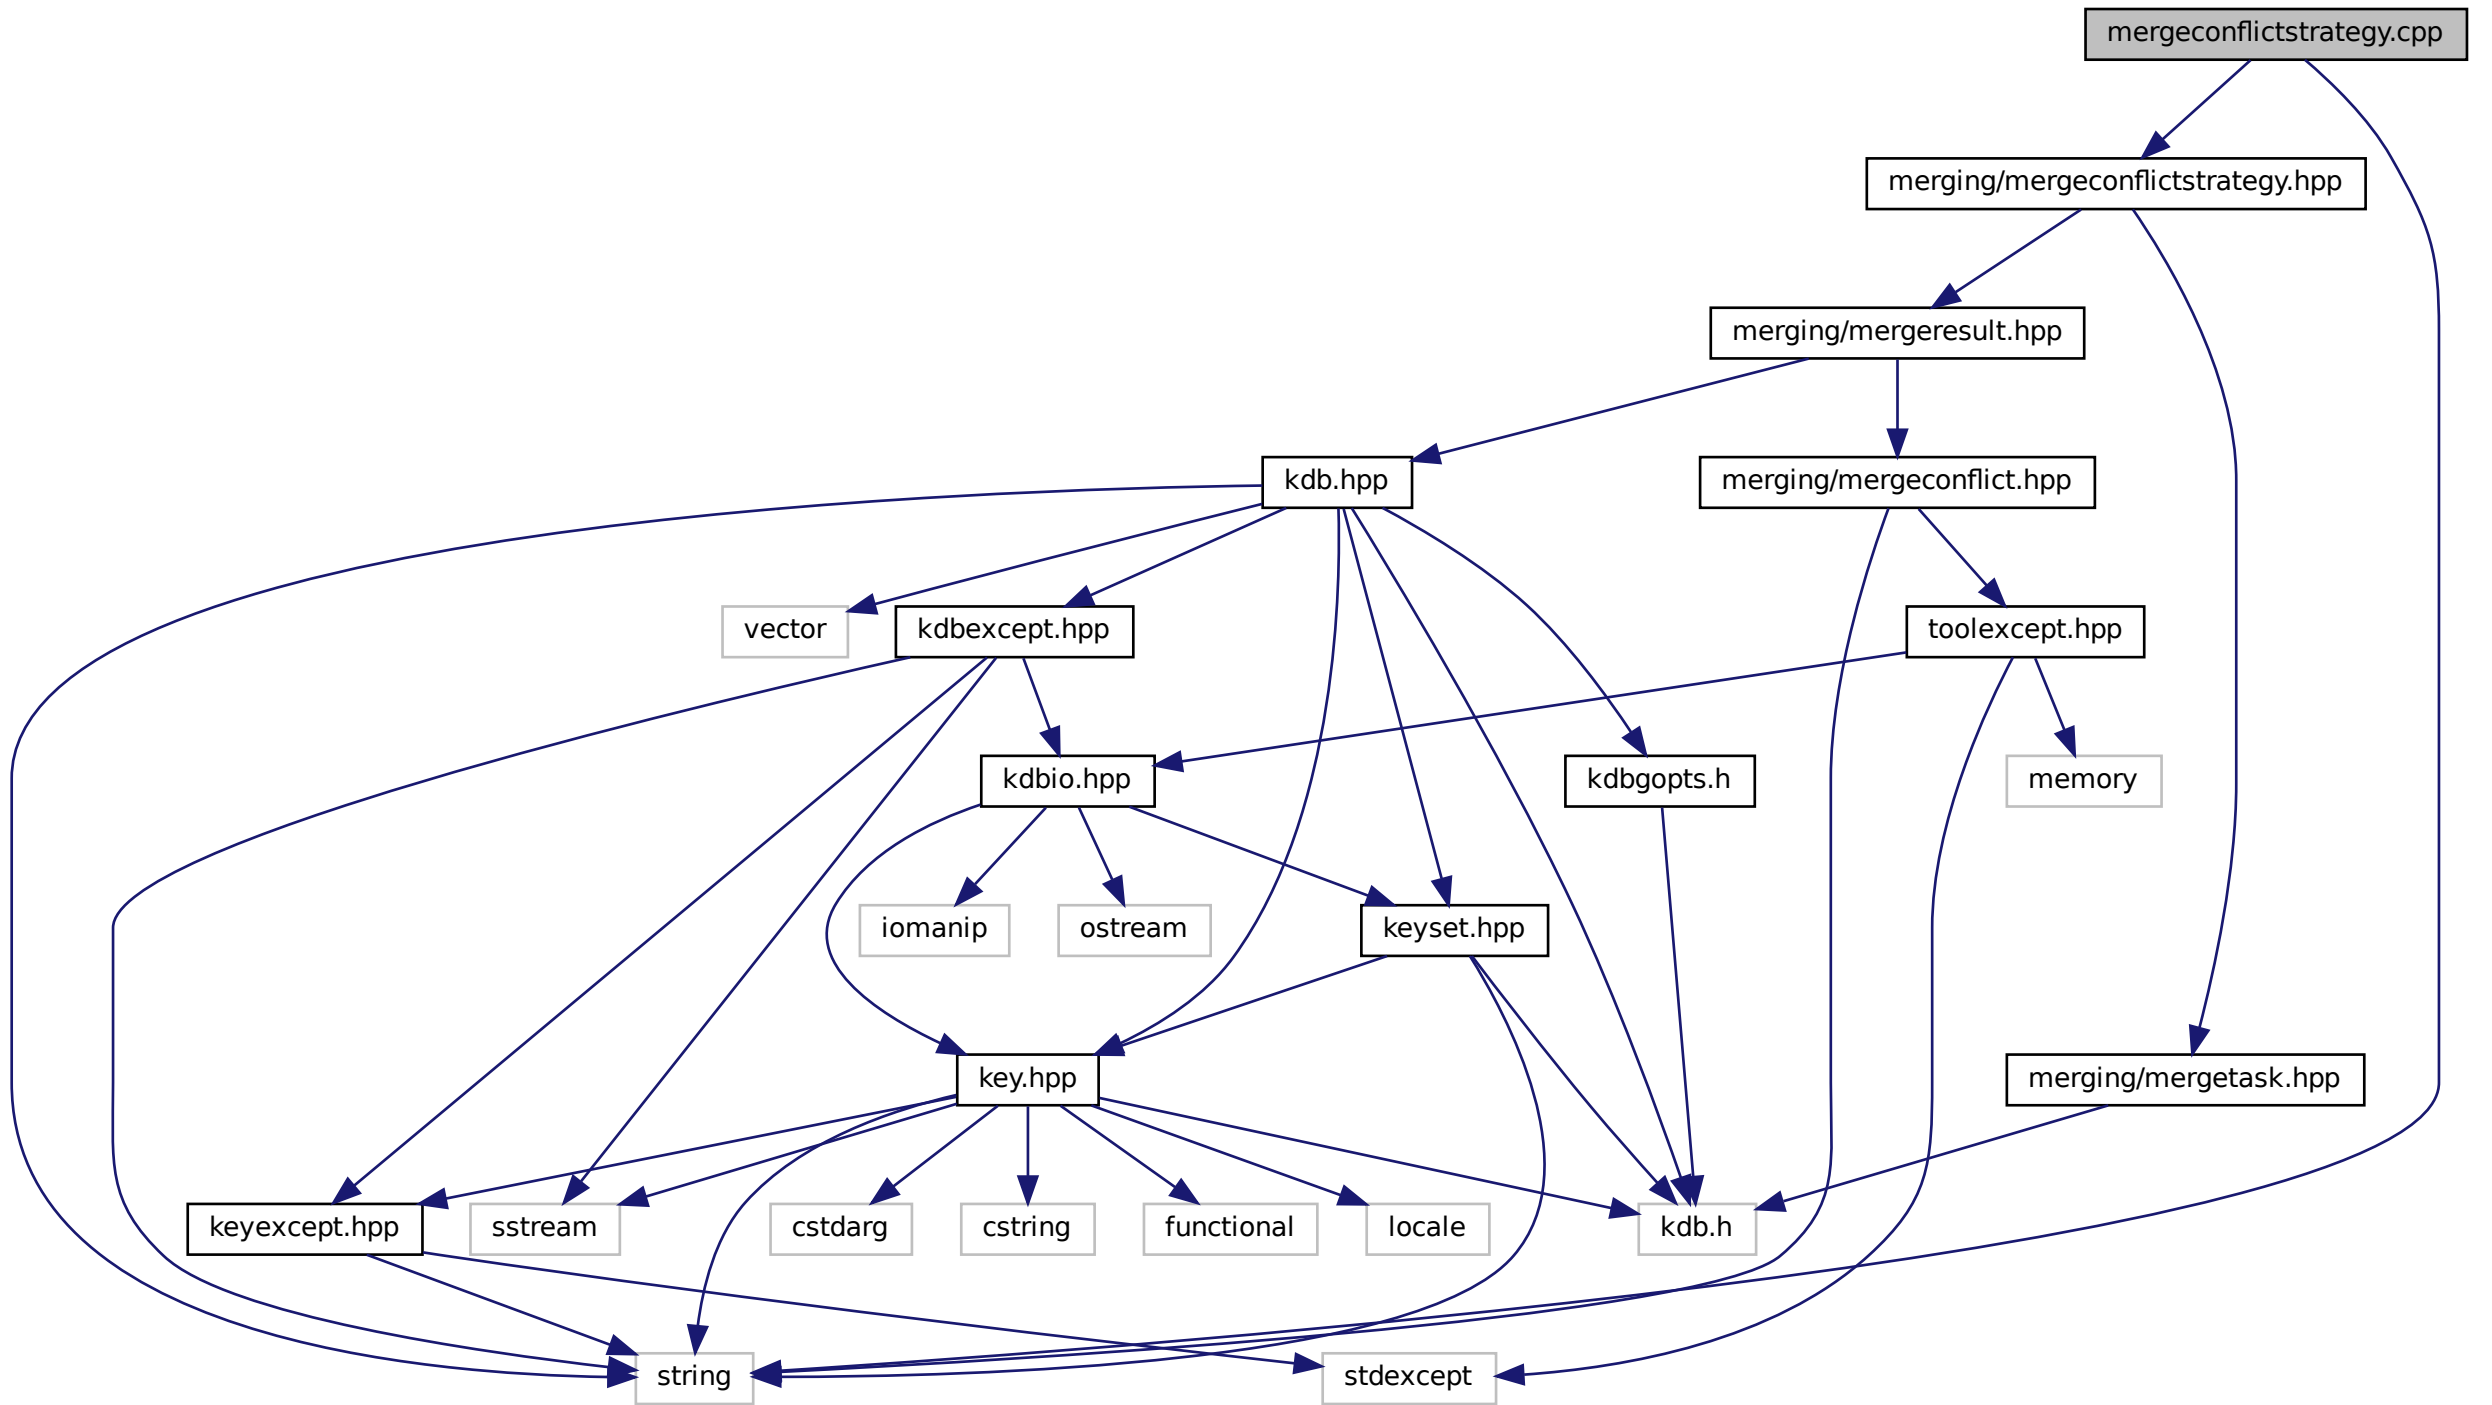 mergeconflictstrategy.cpp
merging/mergeconflictstrategy.hpp
merging/mergeresult.hpp
kdb.hpp
merging/mergeconflict.hpp
vector
kdbexcept.hpp
toolexcept.hpp
kdbio.hpp
kdbgopts.h
memory
iomanip
ostream
keyset.hpp
key.hpp
merging/mergetask.hpp
keyexcept.hpp
sstream
cstdarg
cstring
functional
locale
kdb.h
string
stdexcept